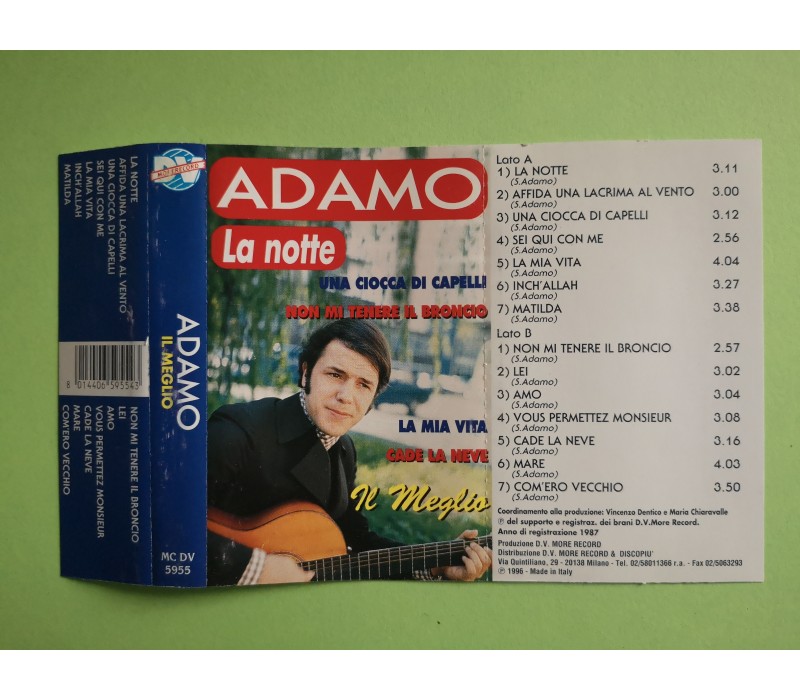 LA NOTTE
AFFIDA UNA LACRIMA AL VENTO
UNA CIOCCA DI CAPELLI
SEI QUI CON ME
LA MIA VITA
INCH'ALLAH
MATILDA
8 014406 595543
NON MI TENERE IL BRONCIO
LEI
AMO
VOUS PERMETTEZ MONSIEUR
CADE LA NEVE
MARE
COM'ERO VECCHIO
DV
MORE RECORD
ADAMO
IL MEGLIO
MC DV
5955
ADAMO
La notte
UNA CIOCCA DI CAPELLI
NON MI TENERE IL BRONCIO
LA MIA VITA
CADE LA NEVE
Il Meglio
Lato A
1) LA NOTTE 3.11
(S.Adamo)
2) AFFIDA UNA LACRIMA AL VENTO 3.00
(S.Adamo)
3) UNA CIOCCA DI CAPELLI 3.12
(S.Adamo)
4) SEI QUI CON ME 2.56
(S.Adamo)
5) LA MIA VITA 4.04
(S.Adamo)
6) INCH'ALLAH 3.27
(S.Adamo)
7) MATILDA 3.38
(S.Adamo)
Lato B
1) NON MI TENERE IL BRONCIO 2.57
(S.Adamo)
2) LEI 3.02
(S.Adamo)
3) AMO 3.04
(S.Adamo)
4) VOUS PERMETTEZ MONSIEUR 3.08
(S.Adamo)
5) CADE LA NEVE 3.16
(S.Adamo)
6) MARE 4.03
(S.Adamo)
7) COM'ERO VECCHIO 3.50
(S.Adamo)
Coordinamento alla produzione: Vincenzo Dentico e Maria Chiaravalle
℗ del supporto e registraz. dei brani D.V.More Record.
Anno di registrazione 1987
Produzione D.V. MORE RECORD
Distribuzione D.V. MORE RECORD & DISCOPIU'
Via Quintiliano, 29 - 20138 Milano - Tel. 02/58011366 r.a. - Fax 02/5063293
℗ 1996 - Made in Italy